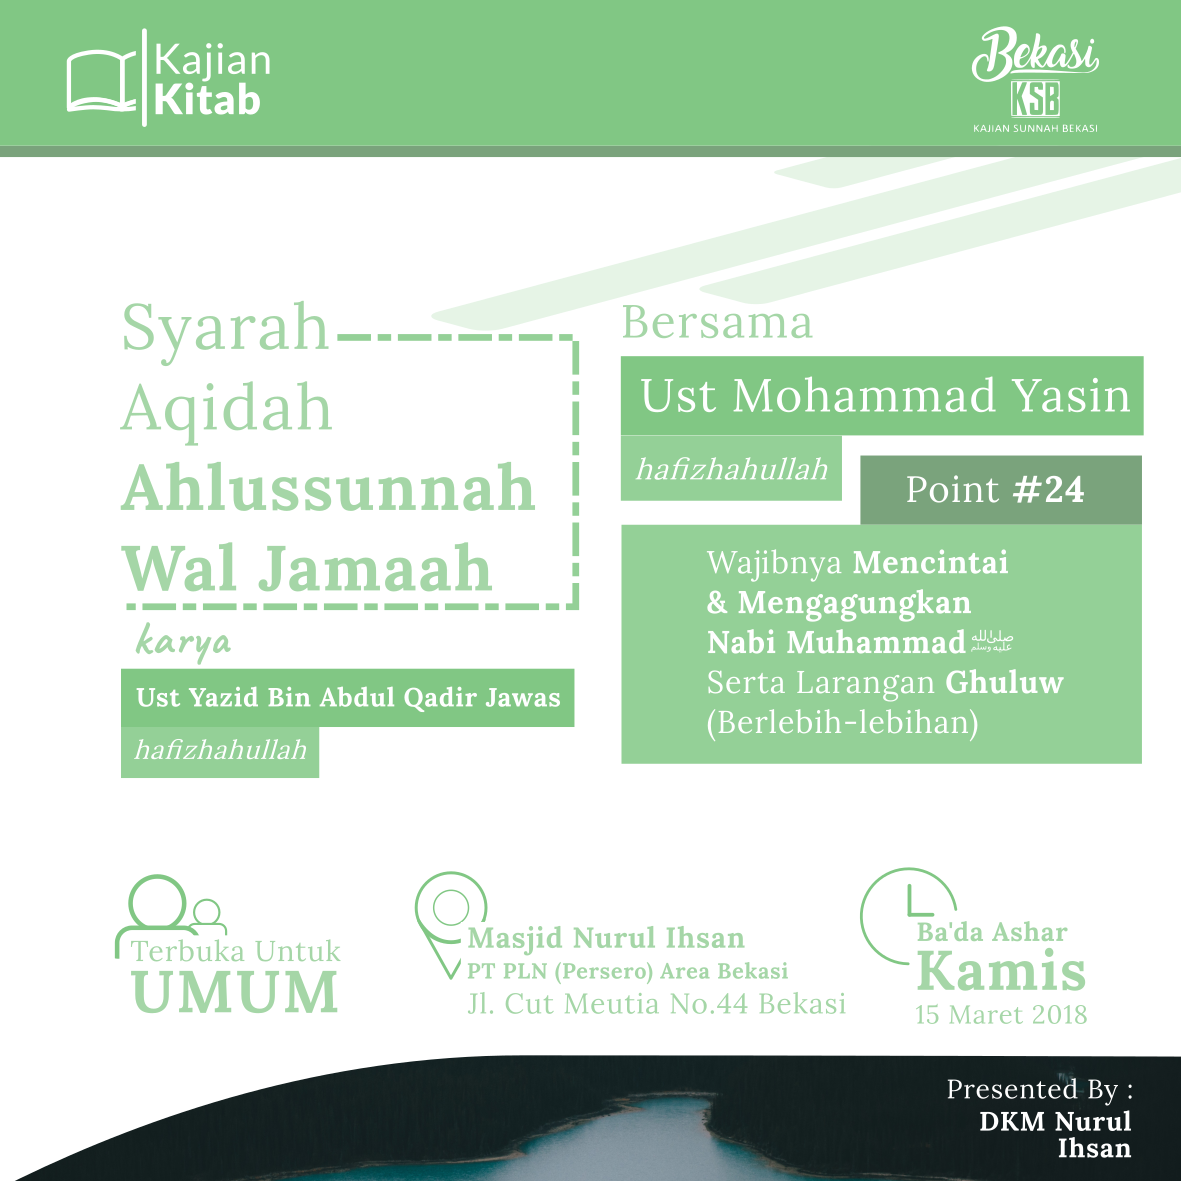 Kajian
Kitab
Bekasi
KSB
KAJIAN SUNNAH BEKASI
Syarah
Aqidah
Ahlussunnah
Wal Jamaah
karya
Ust Yazid Bin Abdul Qadir Jawas
hafizhahullah
Bersama
Ust Mohammad Yasin
hafizhahullah
Point #24
Wajibnya Mencintai
& Mengagungkan
Nabi Muhammad ﷺ
Serta Larangan Ghuluw
(Berlebih-lebihan)
Terbuka Untuk
UMUM
Masjid Nurul Ihsan
PT PLN (Persero) Area Bekasi
Jl. Cut Meutia No.44 Bekasi
Ba'da Ashar
Kamis
15 Maret 2018
Presented By :
DKM Nurul
Ihsan